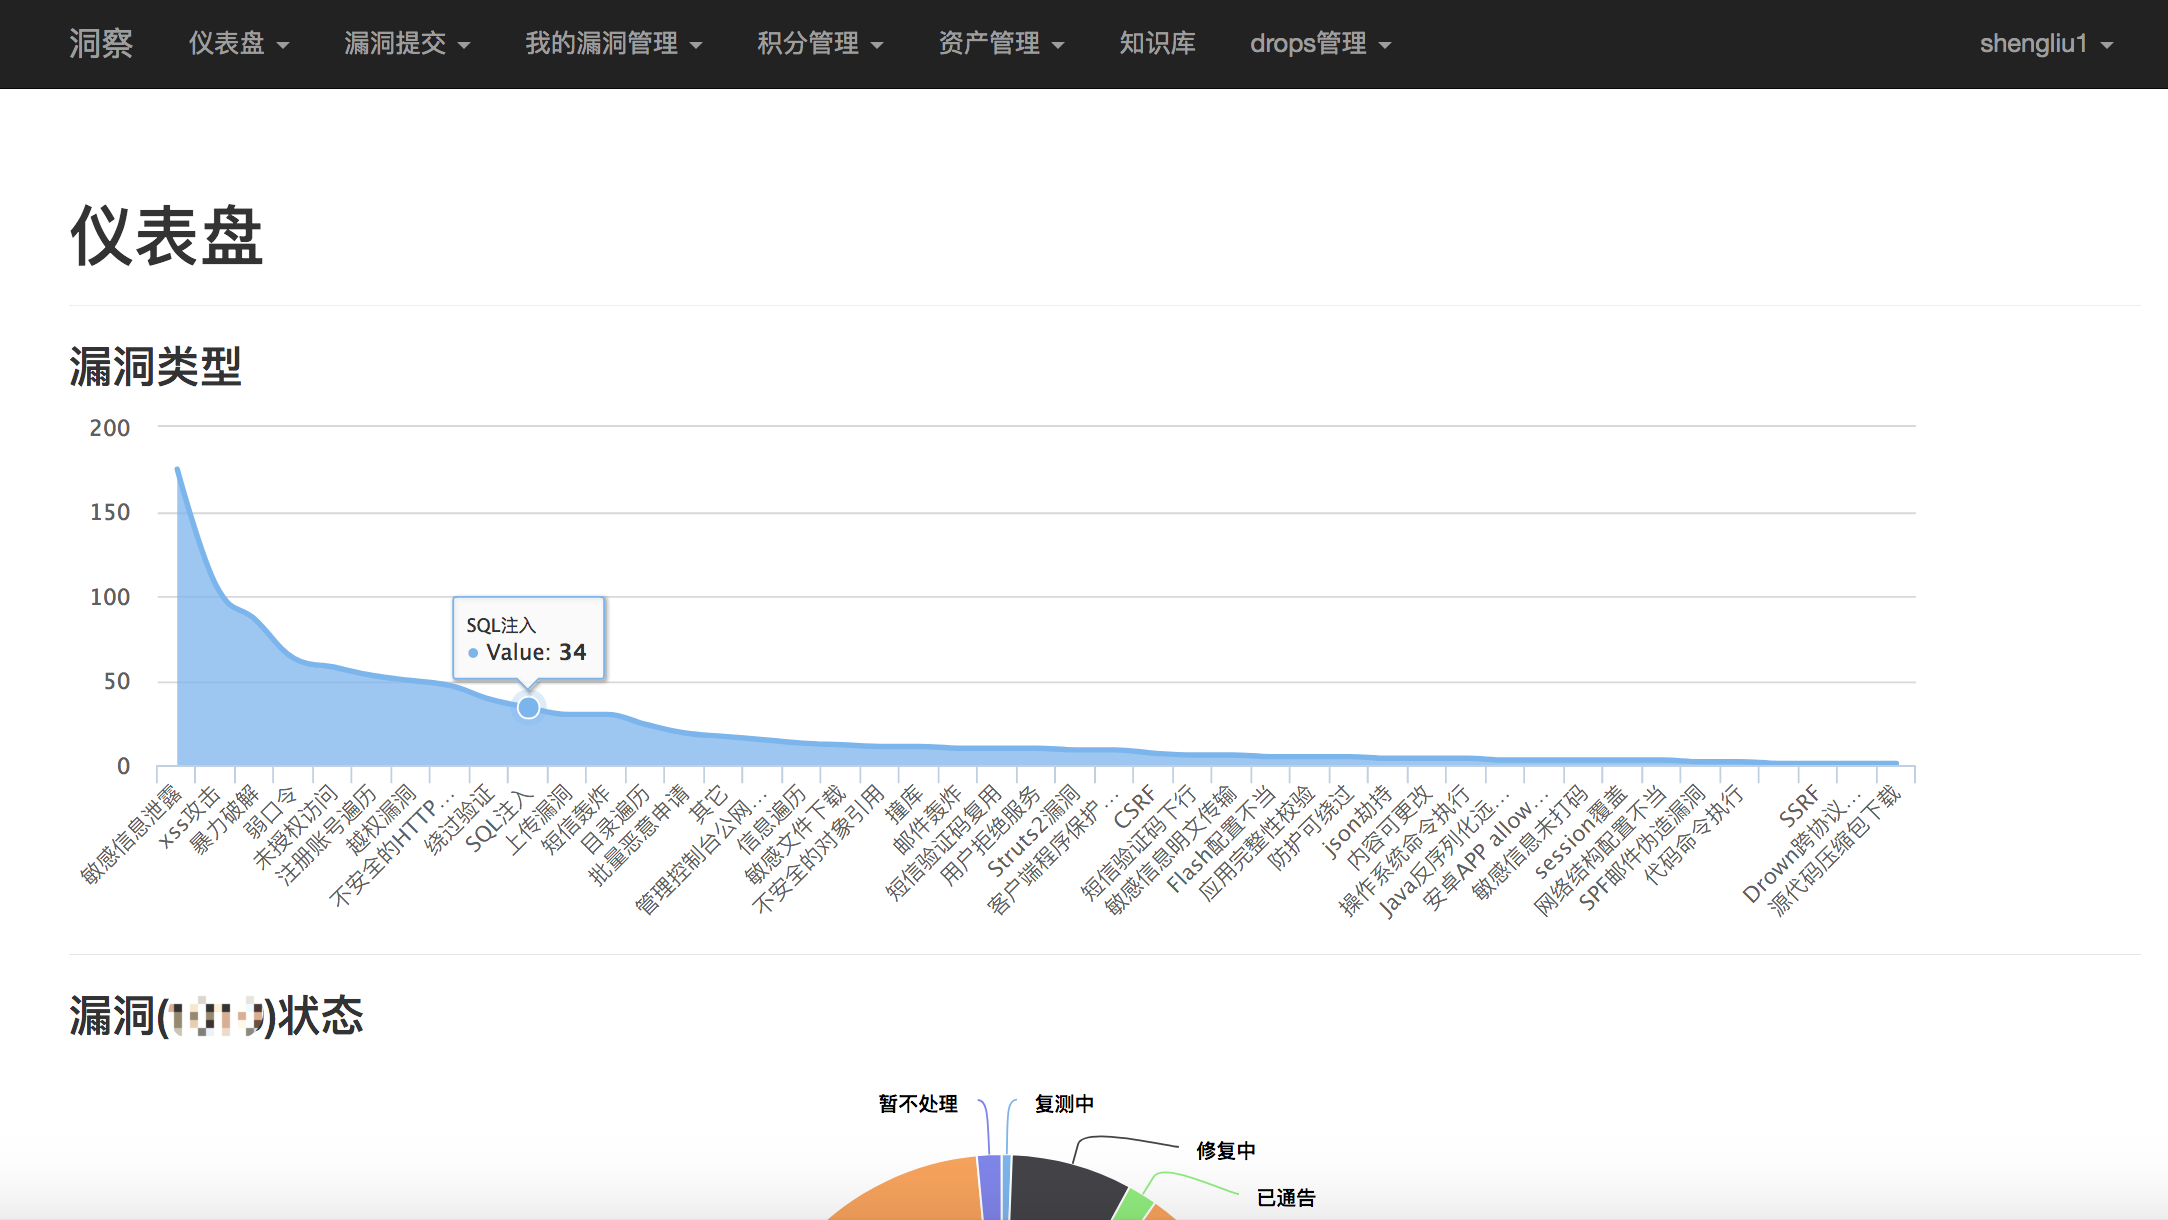 洞察 仪表盘 漏洞提交 我的漏洞管理 积分管理 资产管理 知识库 drops管理 shengliu1
仪表盘
漏洞类型
200
150
100
50
0
SQL注入
Value: 34
敏感信息泄露
xss攻击
暴力破解
弱口令
未授权访问
注册账号遍历
越权漏洞
不安全的HTTP…
绕过验证
SQL注入
上传漏洞
短信轰炸
目录遍历
批量恶意申请
其它
管理控制台公网…
信息遍历
敏感文件下载
不安全的对象引用
撞库
邮件轰炸
短信验证码复用
用户拒绝服务
Struts2漏洞
客户端程序保护…
CSRF
短信验证码下行
敏感信息明文传输
Flash配置不当
应用完整性校验
防护可绕过
json劫持
内容可更改
操作系统命令执行
Java反序列化远…
安卓APP allow…
敏感信息未打码
session覆盖
网络结构配置不当
SPF邮件伪造漏洞
代码命令执行
SSRF
Drown跨协议…
源代码压缩包下载
漏洞()状态
暂不处理
复测中
修复中
已通告